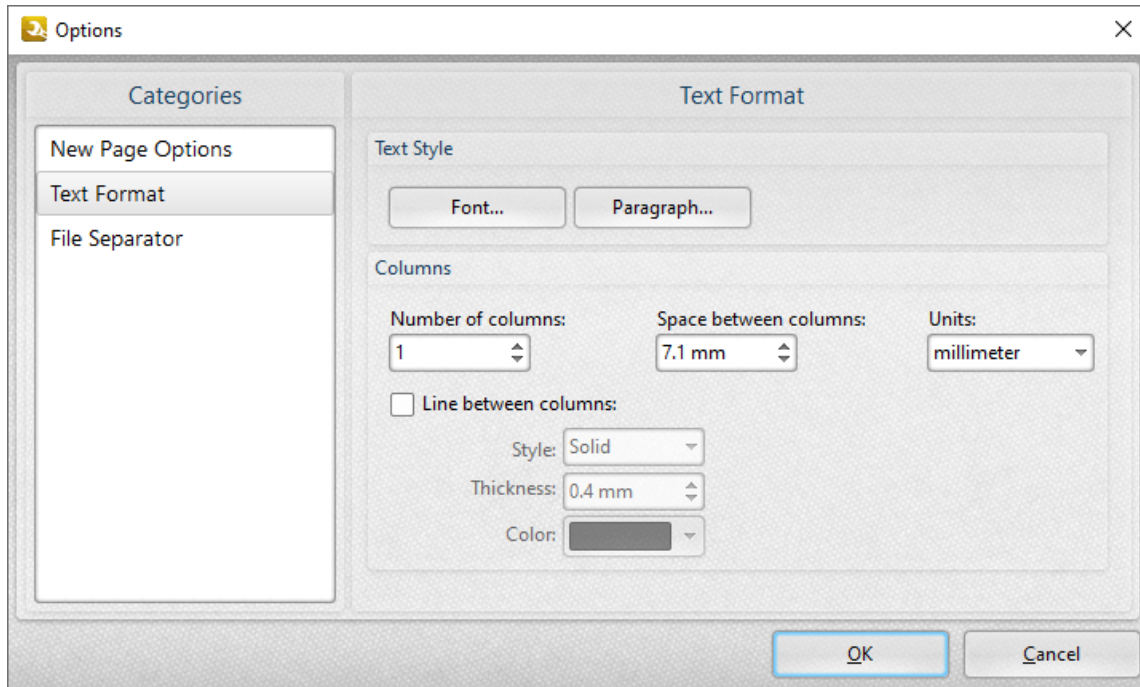 Options
Categories
Text Format
New Page Options
Text Format
File Separator
Text Style
Font...
Paragraph...
Columns
Number of columns:
Space between columns:
Units:
1
7.1 mm
millimeter
Line between columns:
Style: Solid
Thickness: 0.4 mm
Color:
OK
Cancel